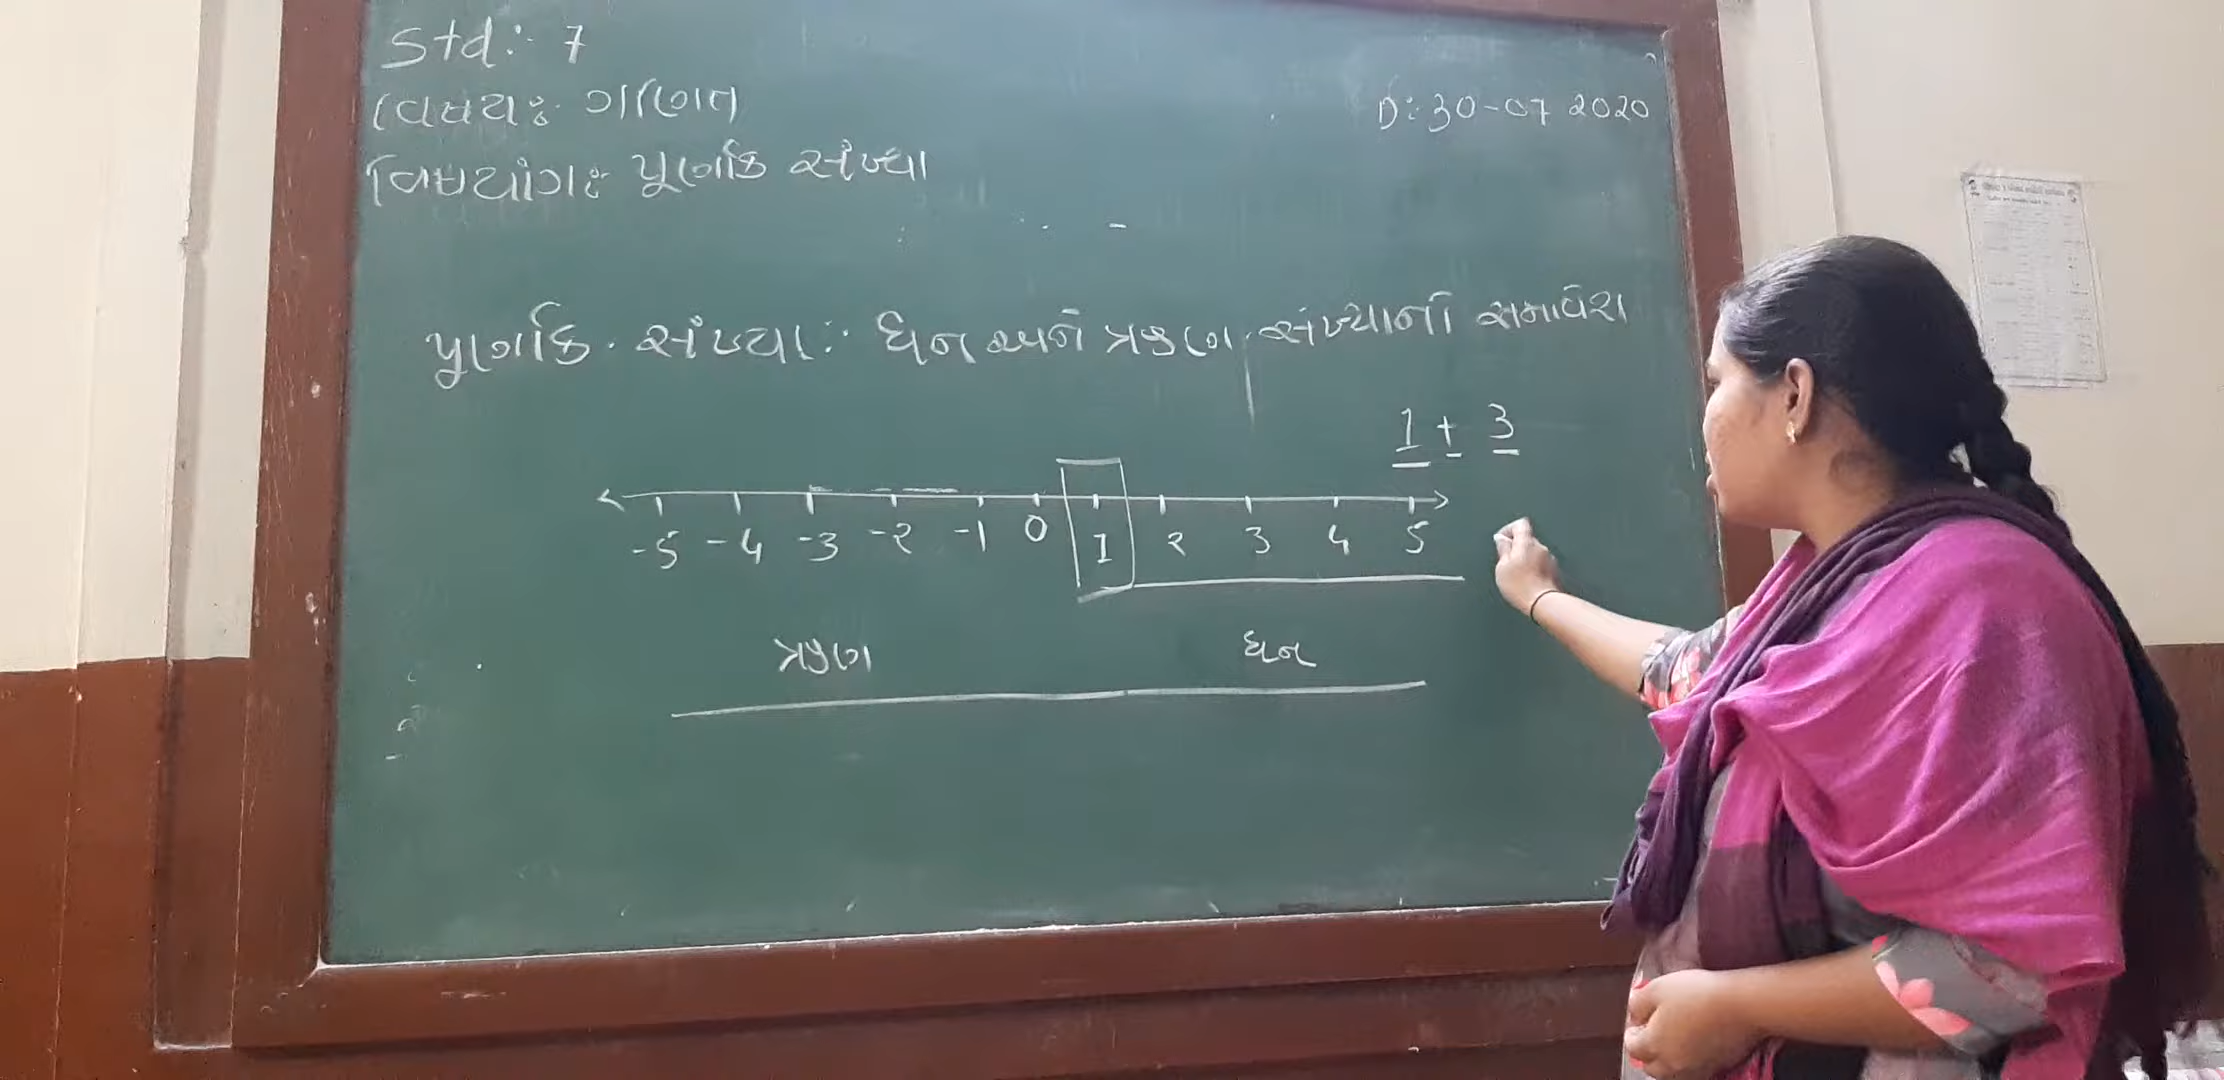 Std:- 7
વિષય:- ગણિત
D:- 30-07 2020
વિષયાંગ:- પૂર્ણાંક સંખ્યા
પૂર્ણાંક સંખ્યા:- ધન અને ઋણ સંખ્યાનો સમાવેશ
1 + 3
-5 -4 -3 -2 -1 0 1 2 3 4 5
ઋણ ધન